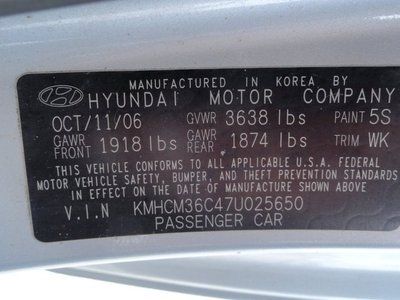 MANUFACTURED IN KOREA BY
HYUNDAI MOTOR COMPANY
OCT/11/06 GVWR 3638 lbs PAINT 5S
GAWR FRONT 1918 lbs GAWR REAR 1874 lbs TRIM WK
THIS VEHICLE CONFORMS TO ALL APPLICABLE U.S.A. FEDERAL
MOTOR VEHICLE SAFETY, BUMPER, AND THEFT PREVENTION STANDARDS
IN EFFECT ON THE DATE OF MANUFACTURE SHOWN ABOVE
V.I.N KMHCM36C47U025650
PASSENGER CAR